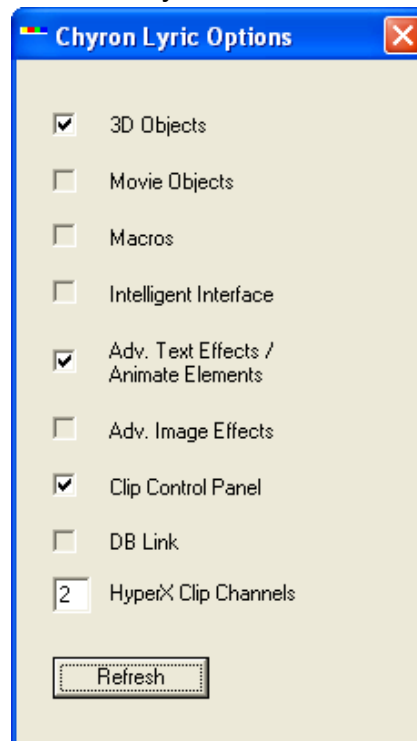 Chyron Lyric Options
3D Objects
Movie Objects
Macros
Intelligent Interface
Adv. Text Effects /
Animate Elements
Adv. Image Effects
Clip Control Panel
DB Link
2 HyperX Clip Channels
Refresh